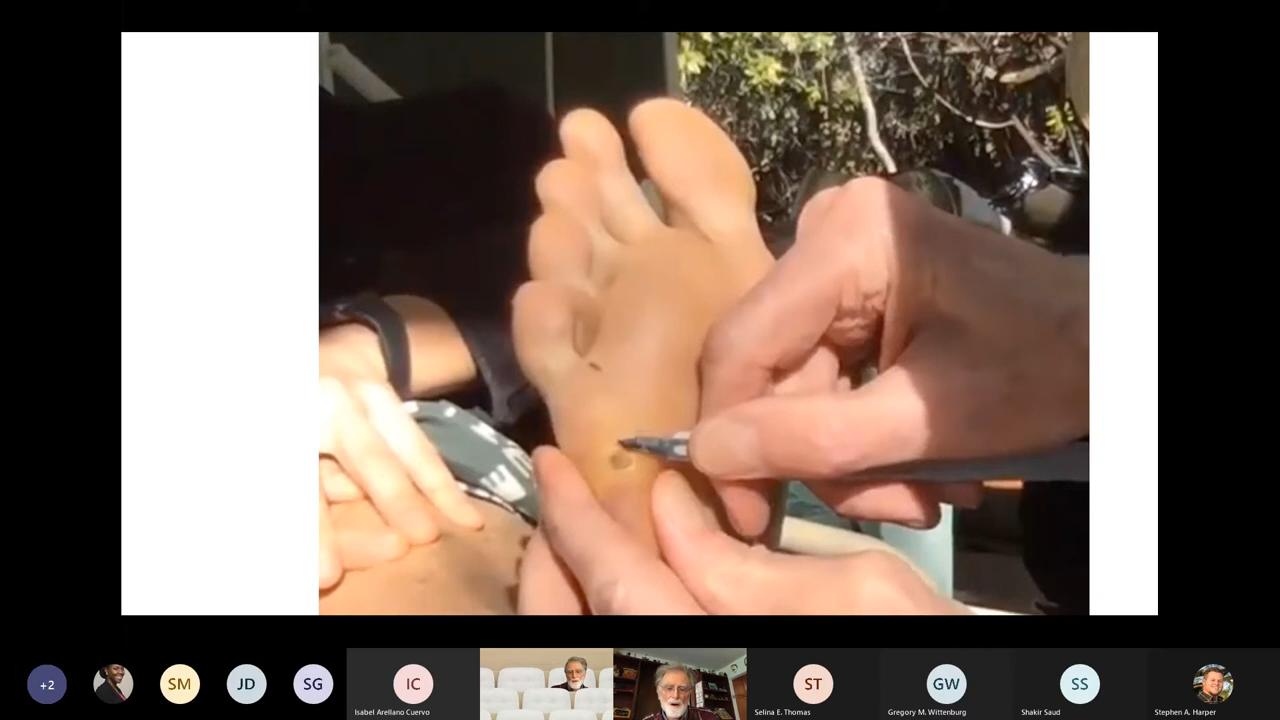 +2
SM
JD
SG
IC
Isabel Arellano Cuervo
ST
Selina E. Thomas
GW
Gregory M. Wittenburg
SS
Shakir Saud
Stephen A. Harper